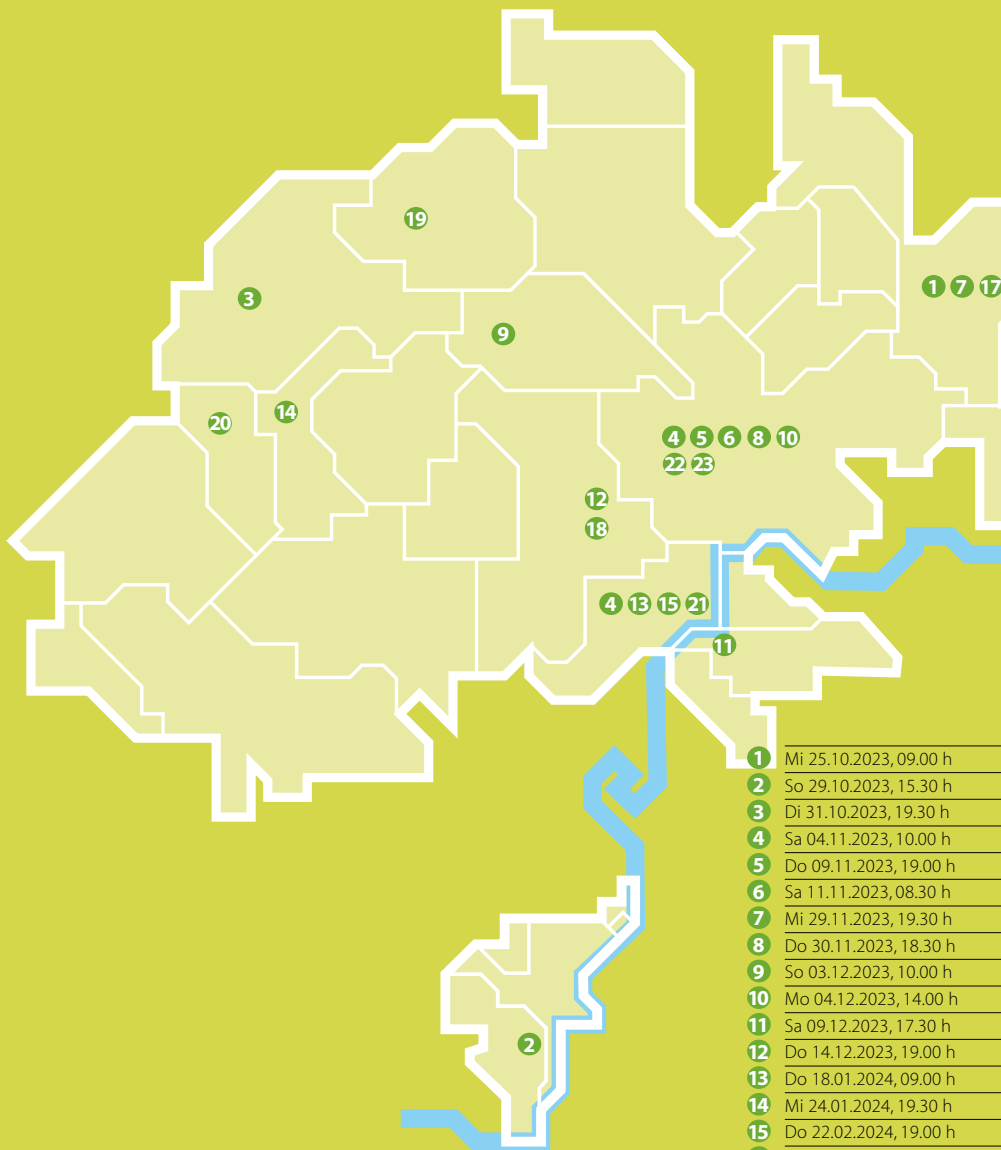 19
3
1 7 17
9
14
20
4 5 6 8 10
22 23
12
18
4 13 15 21
11
2
1 Mi 25.10.2023, 09.00 h
2 So 29.10.2023, 15.30 h
3 Di 31.10.2023, 19.30 h
4 Sa 04.11.2023, 10.00 h
5 Do 09.11.2023, 19.00 h
6 Sa 11.11.2023, 08.30 h
7 Mi 29.11.2023, 19.30 h
8 Do 30.11.2023, 18.30 h
9 So 03.12.2023, 10.00 h
10 Mo 04.12.2023, 14.00 h
11 Sa 09.12.2023, 17.30 h
12 Do 14.12.2023, 19.00 h
13 Do 18.01.2024, 09.00 h
14 Mi 24.01.2024, 19.30 h
15 Do 22.02.2024, 19.00 h